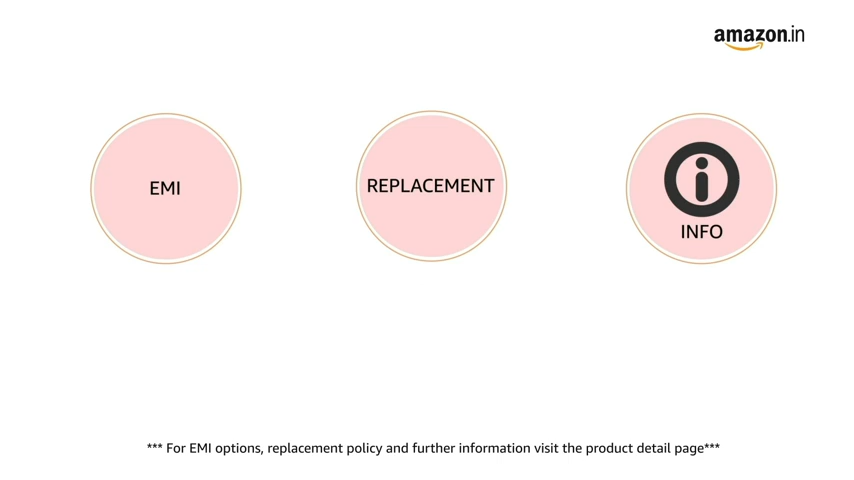 amazon.in
EMI
REPLACEMENT
INFO
*** For EMI options, replacement policy and further information visit the product detail page***